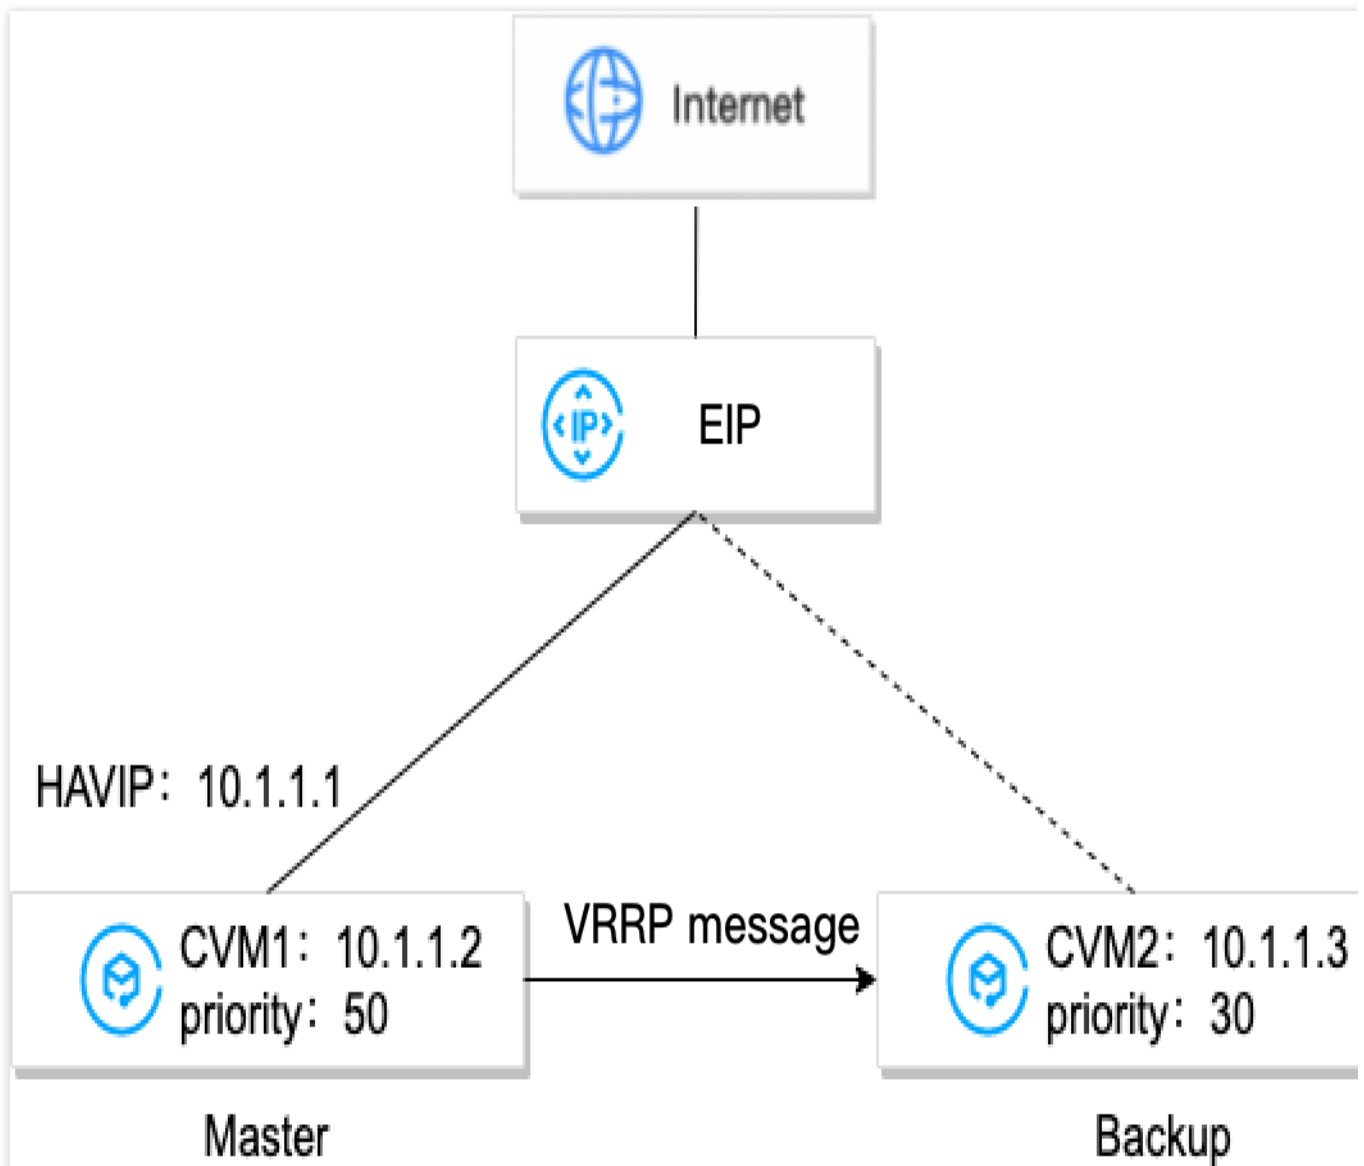 Internet
IP
EIP
HAVIP：10.1.1.1
VRRP message
CVM1：10.1.1.2
priority：50
CVM2：10.1.1.3
priority：30
Master
Backup